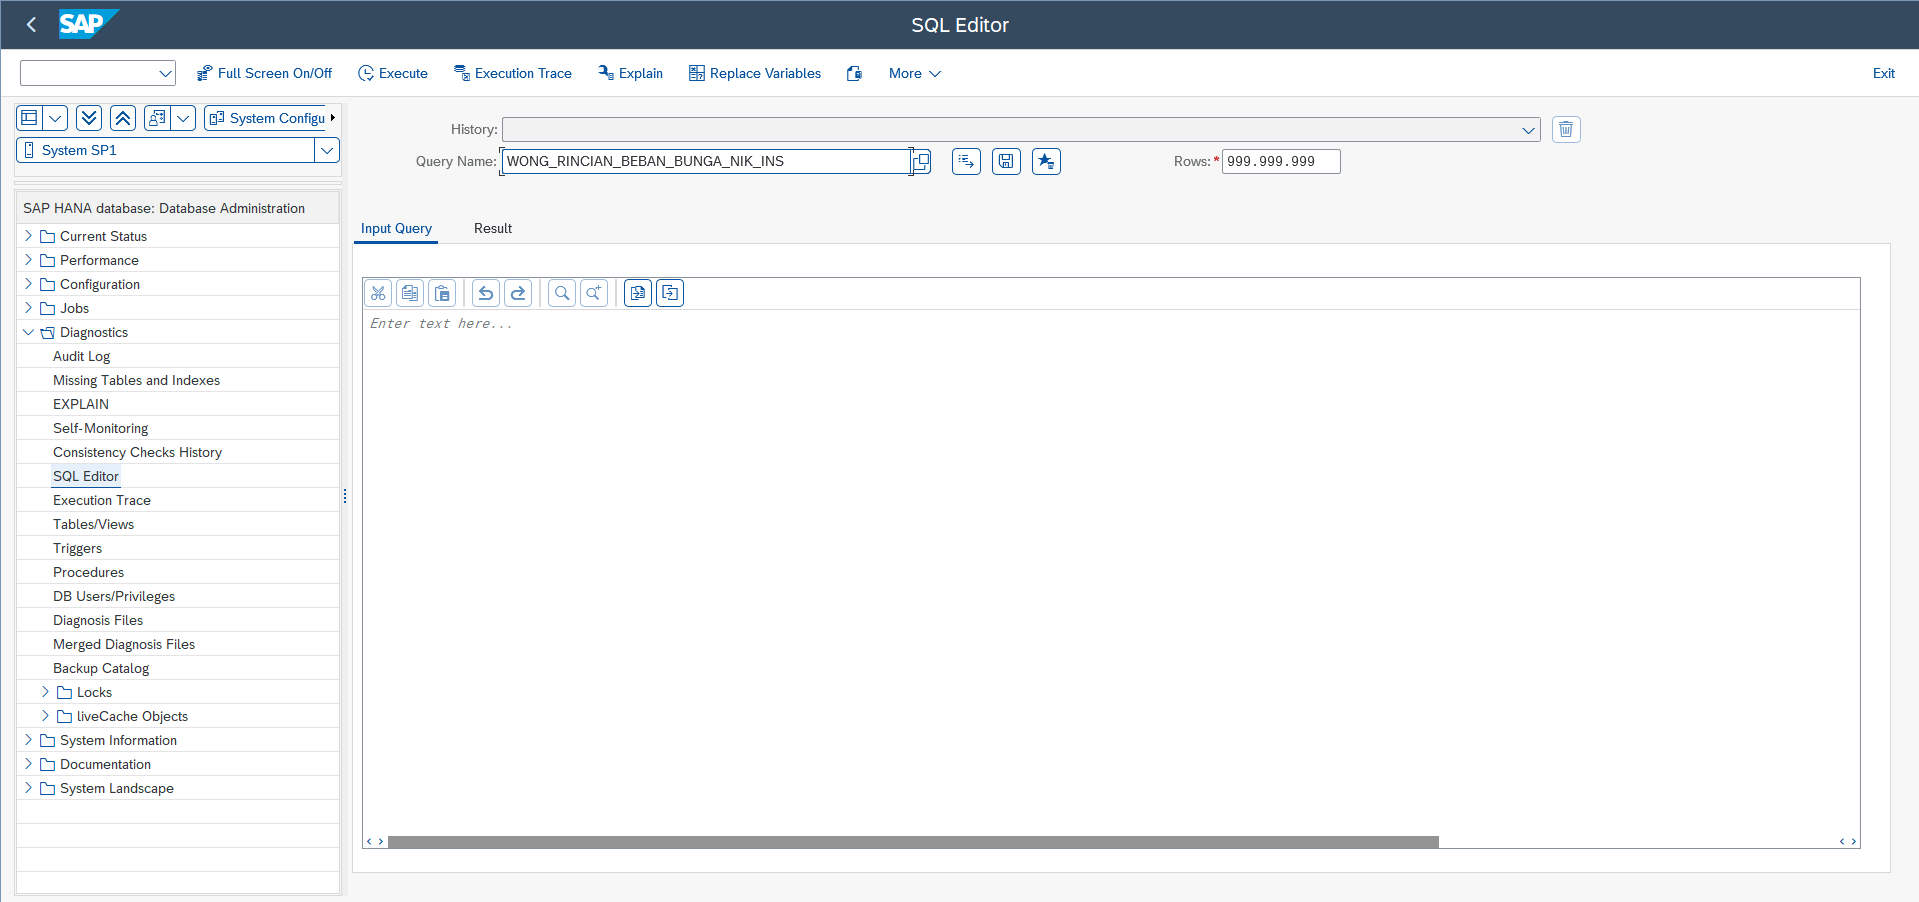 SAP
SQL Editor
Full Screen On/Off
Execute
Execution Trace
Explain
Replace Variables
More
Exit
System Configu
System SP1
History:
Query Name: WONG_RINCIAN_BEBAN_BUNGA_NIK_INS
Rows:* 999.999.999
SAP HANA database: Database Administration
Current Status
Performance
Configuration
Jobs
Diagnostics
Audit Log
Missing Tables and Indexes
EXPLAIN
Self-Monitoring
Consistency Checks History
SQL Editor
Execution Trace
Tables/Views
Triggers
Procedures
DB Users/Privileges
Diagnosis Files
Merged Diagnosis Files
Backup Catalog
Locks
liveCache Objects
System Information
Documentation
System Landscape
Input Query
Result
Enter text here...